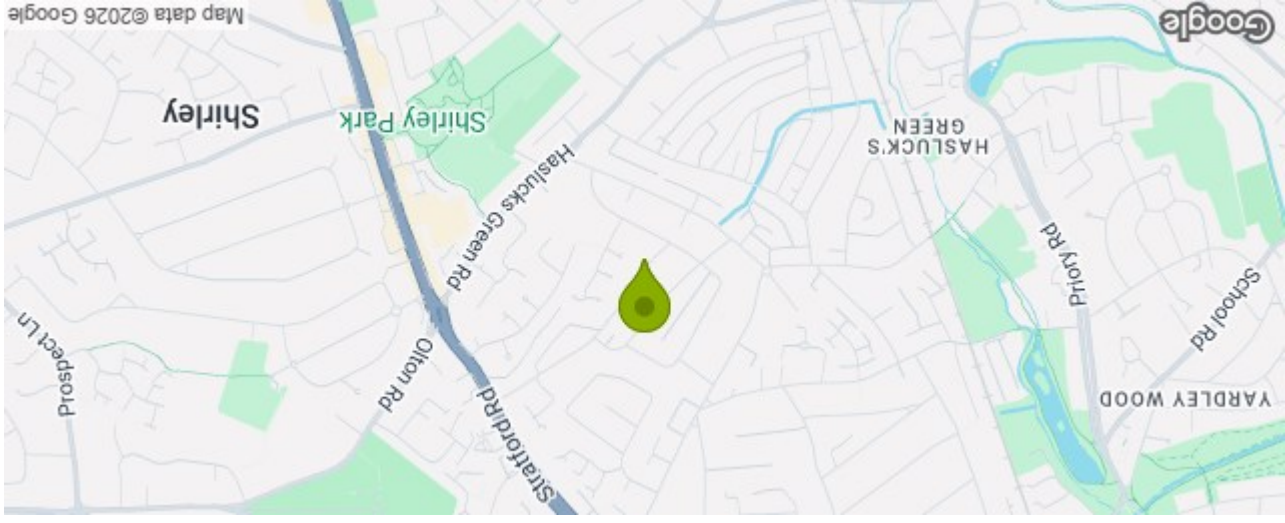 YARDLEY WOOD
School Rd
Priory Rd
Stratford Rd
Olton Rd
Prospect Ln
Haslucks Green Rd
HASLUCK'S
GREEN
Shirley Park
Shirley
Google
Map data ©2026 Google